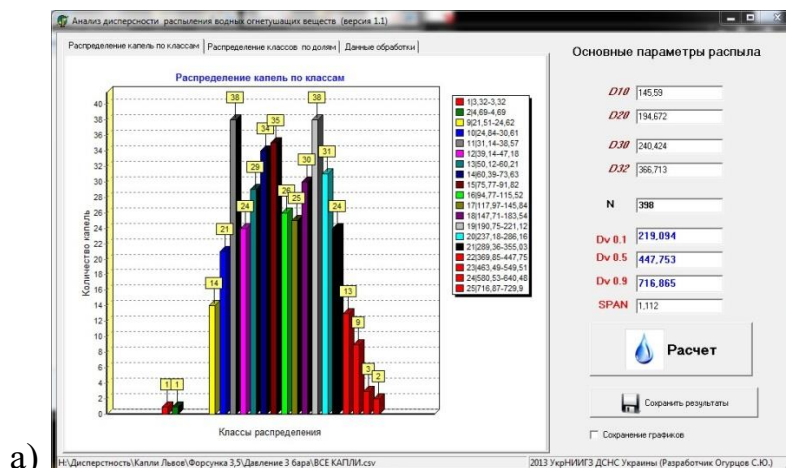 Анализ дисперсности распыления водных огнетушащих веществ (версия 1.1)
Распределение капель по классам
Распределение классов по долям
Данные обработки
Распределение капель по классам
Количество капель
40
38
36
34
32
30
28
26
24
22
20
18
16
14
12
10
8
6
4
2
0
1
1
14
21
38
24
29
34
35
26
25
30
38
31
24
13
9
3
2
Классы распределения
1|3,32-3,32
2|4,69-4,69
9|21,51-24,62
10|24,84-30,61
11|31,14-38,57
12|39,14-47,18
13|50,12-60,21
14|60,39-73,63
15|75,77-91,82
16|94,77-115,52
17|117,97-145,84
18|147,71-183,54
19|190,75-221,12
20|237,18-286,16
21|289,36-355,03
22|369,85-447,75
23|463,49-549,51
24|580,53-640,48
25|716,87-729,9
Основные параметры распыла
D10 145,59
D20 194,672
D30 240,424
D32 366,713
N 398
Dv 0.1 219,094
Dv 0.5 447,753
Dv 0.9 716,865
SPAN 1,112
Расчет
Сохранить результаты
Сохранение графиков
а)
H:\Дисперстность\Капли Львов\Форсунка 3,5\Давление 3 бара\ВСЕ КАПЛИ.csv
2013 УкрНИИГЗ ДСНС Украины (Разработчик Огурцов С.Ю.)